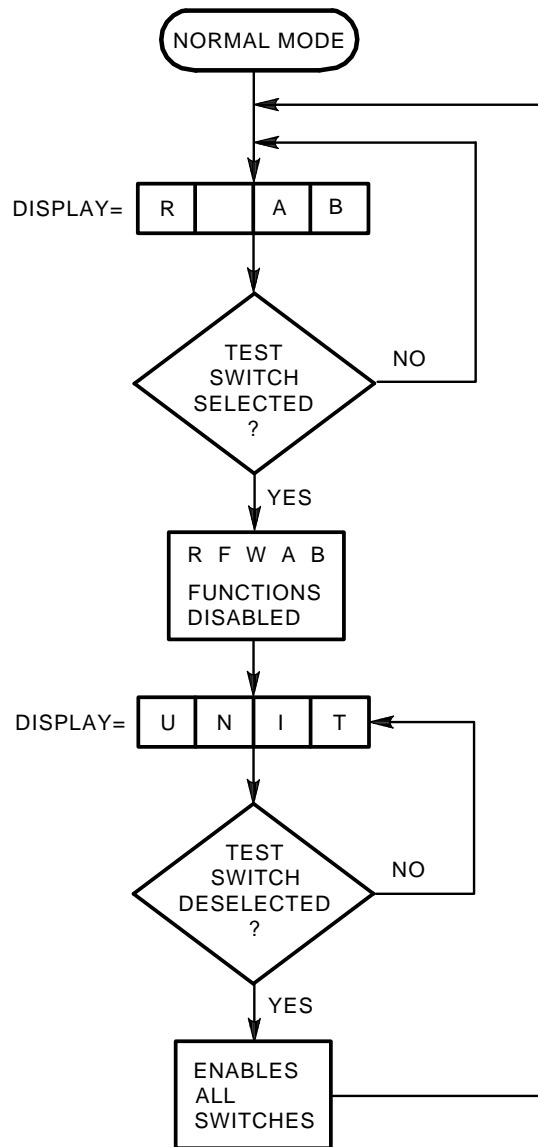 NORMAL MODE
DISPLAY= R A B
TEST
SWITCH
SELECTED
?
NO
YES
R F W A B
FUNCTIONS
DISABLED
DISPLAY= U N I T
TEST
SWITCH
DESELECTED
?
NO
YES
ENABLES
ALL
SWITCHES